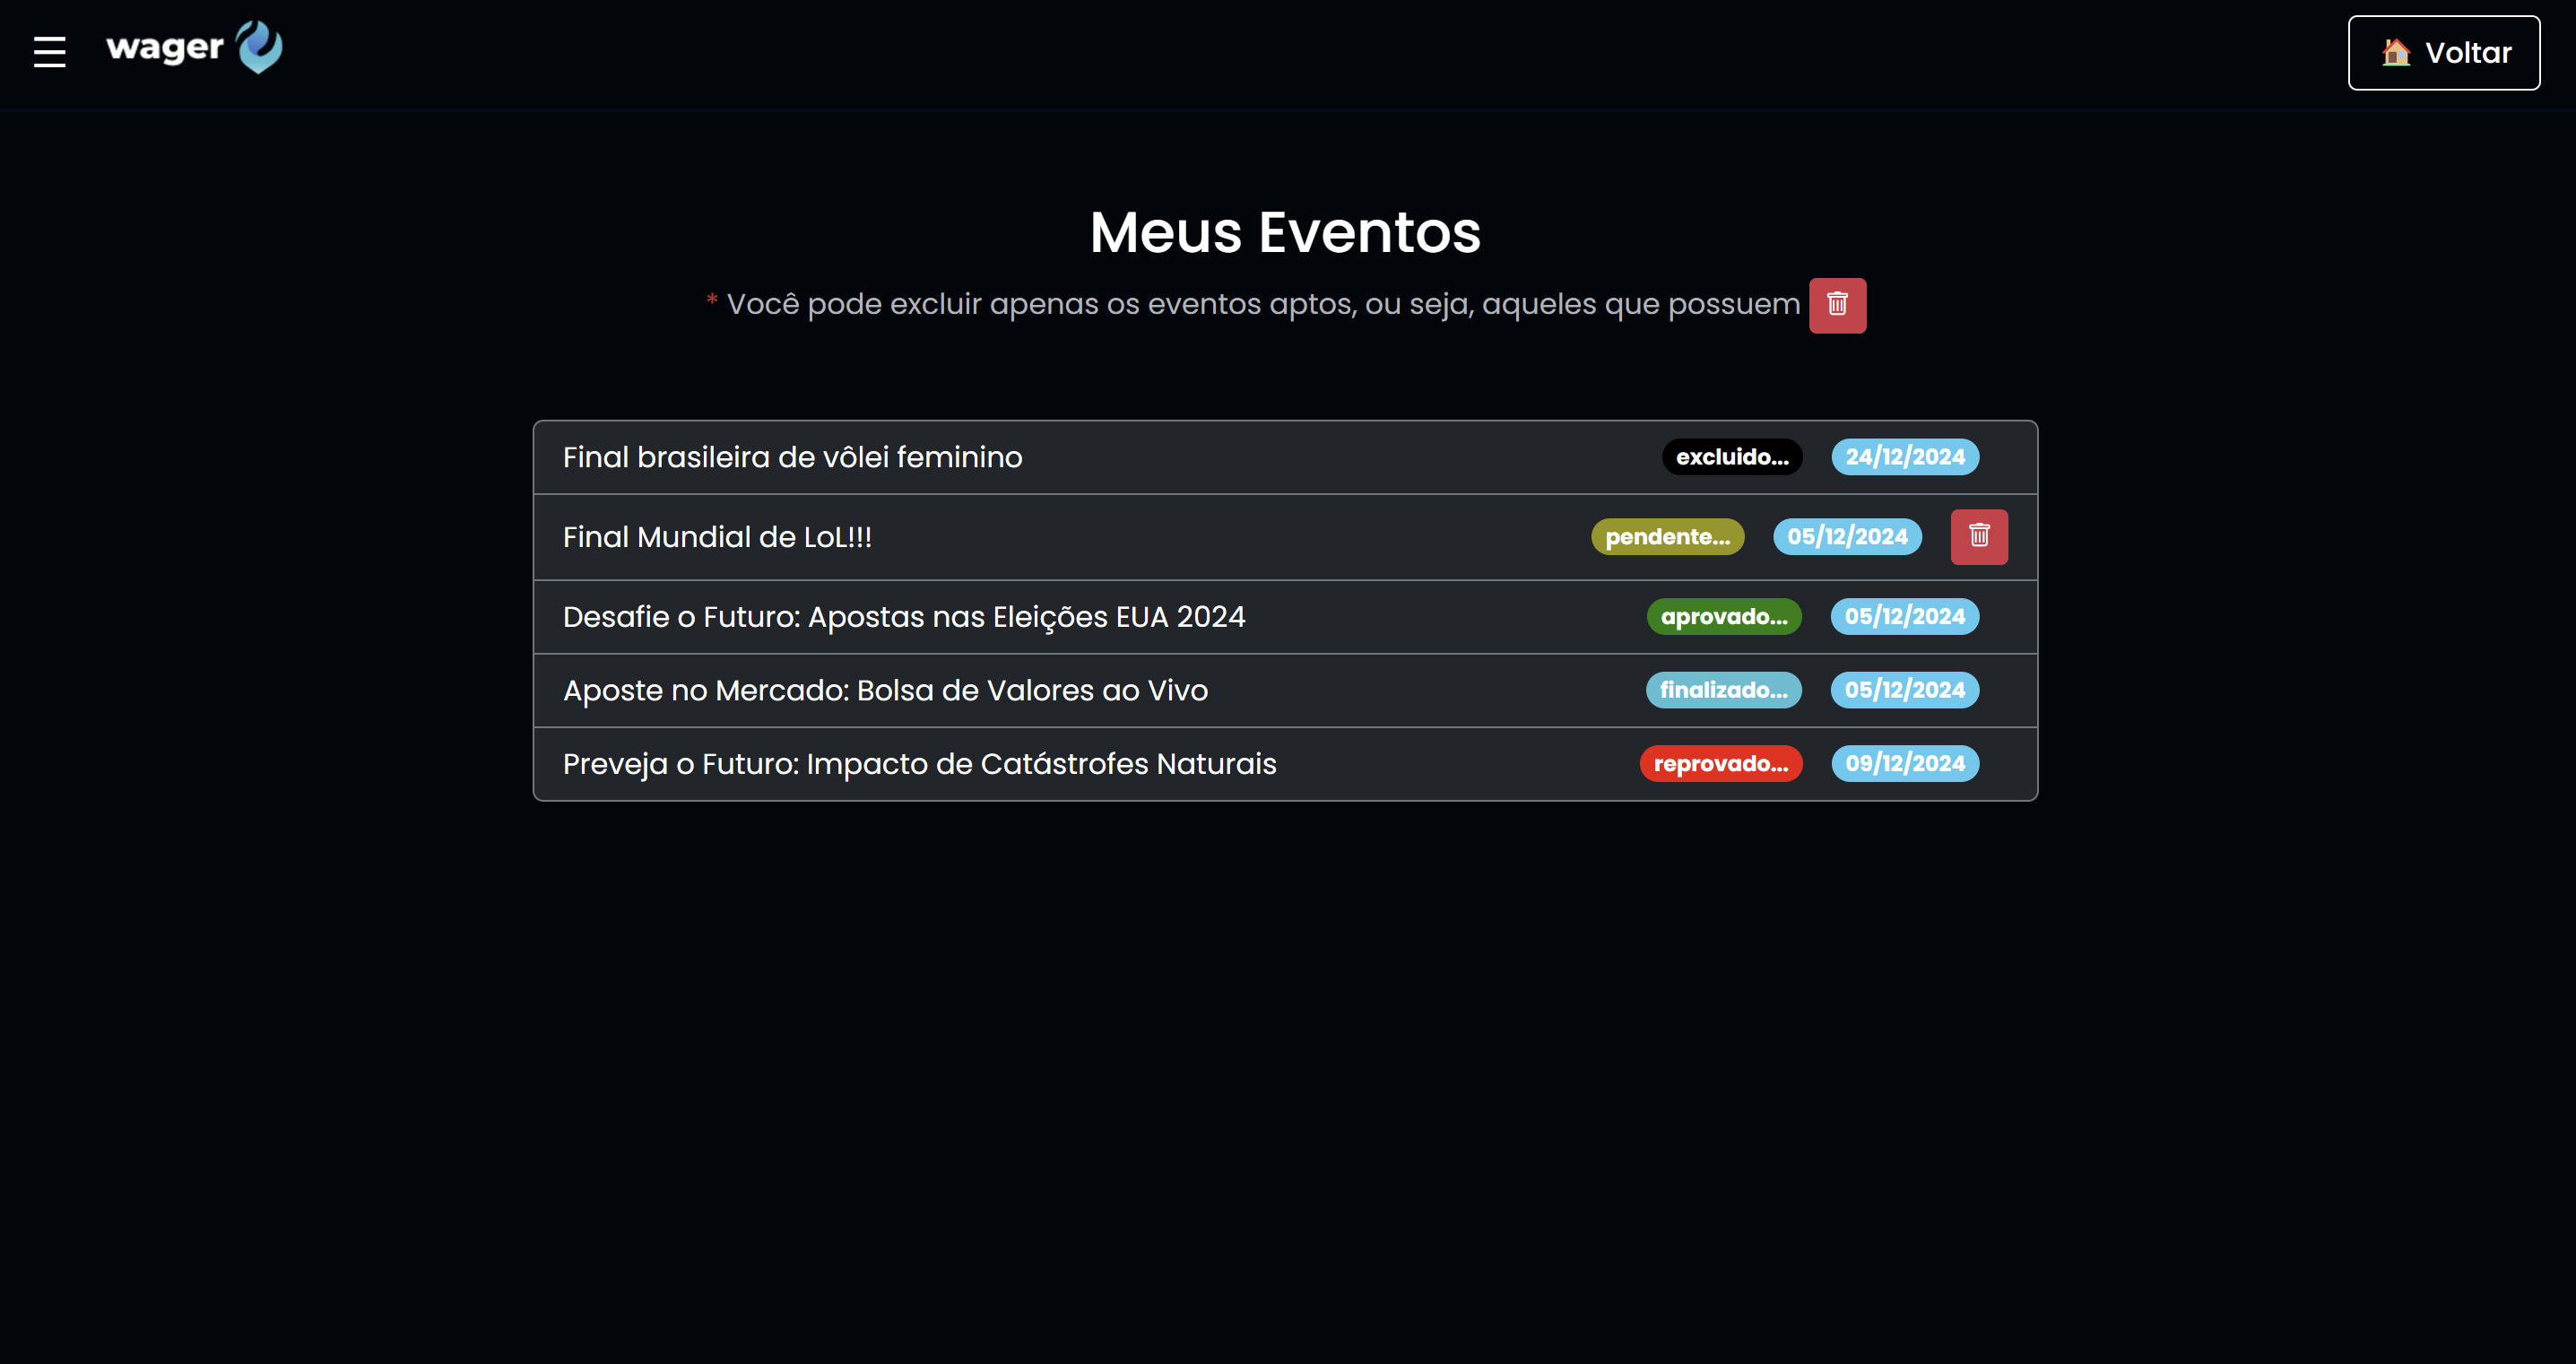 wager
Voltar
Meus Eventos
* Você pode excluir apenas os eventos aptos, ou seja, aqueles que possuem
Final brasileira de vôlei feminino excluido... 24/12/2024
Final Mundial de LoL!!! pendente... 05/12/2024
Desafie o Futuro: Apostas nas Eleições EUA 2024 aprovado... 05/12/2024
Aposte no Mercado: Bolsa de Valores ao Vivo finalizado... 05/12/2024
Preveja o Futuro: Impacto de Catástrofes Naturais reprovado... 09/12/2024